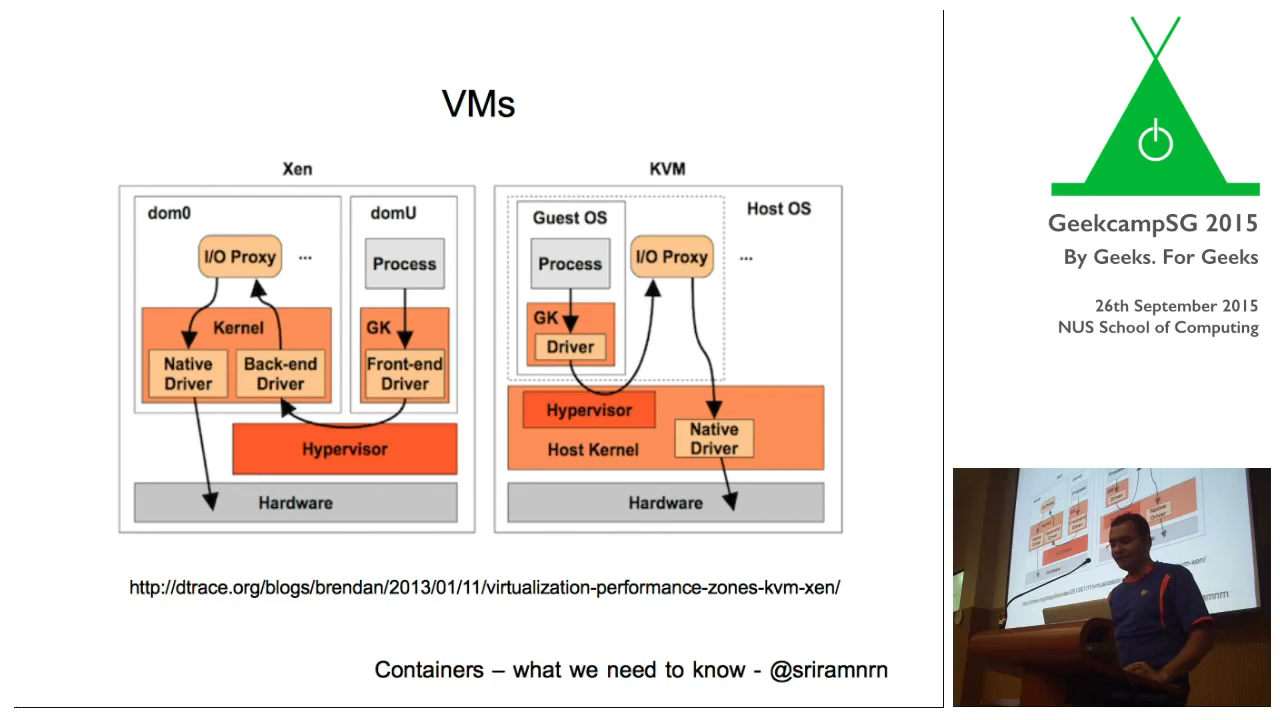 VMs
Xen
dom0
I/O Proxy
...
Kernel
Native
Driver
Back-end
Driver
domU
Process
GK
Front-end
Driver
Hypervisor
Hardware
KVM
Guest OS
Process
GK
Driver
I/O Proxy
...
Host OS
Hypervisor
Host Kernel
Native
Driver
Hardware
http://dtrace.org/blogs/brendan/2013/01/11/virtualization-performance-zones-kvm-xen/
Containers – what we need to know - @sriramnrn
GeekcampSG 2015
By Geeks. For Geeks
26th September 2015
NUS School of Computing